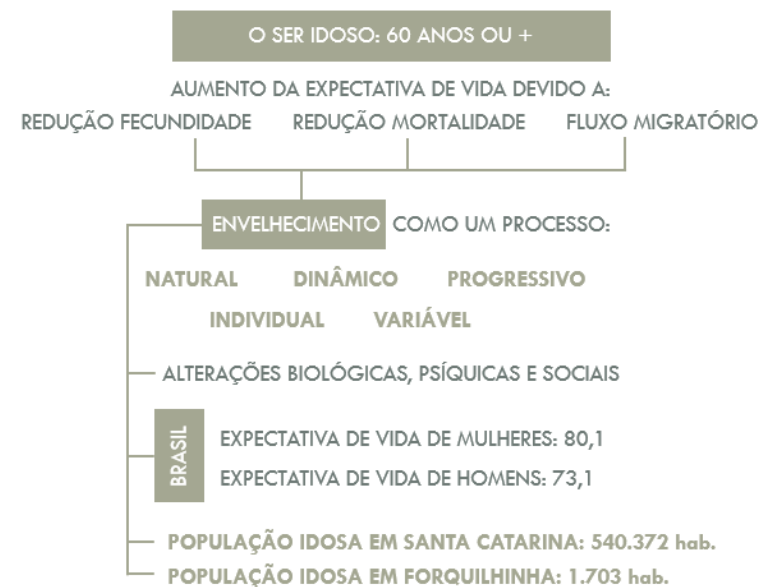 O SER IDOSO: 60 ANOS OU +
AUMENTO DA EXPECTATIVA DE VIDA DEVIDO A:
REDUÇÃO FECUNDIDADE REDUÇÃO MORTALIDADE FLUXO MIGRATÓRIO
ENVELHECIMENTO COMO UM PROCESSO:
NATURAL DINÂMICO PROGRESSIVO
INDIVIDUAL VARIÁVEL
ALTERAÇÕES BIOLÓGICAS, PSÍQUICAS E SOCIAIS
BRASIL
EXPECTATIVA DE VIDA DE MULHERES: 80,1
EXPECTATIVA DE VIDA DE HOMENS: 73,1
POPULAÇÃO IDOSA EM SANTA CATARINA: 540.372 hab.
POPULAÇÃO IDOSA EM FORQUILHINHA: 1.703 hab.